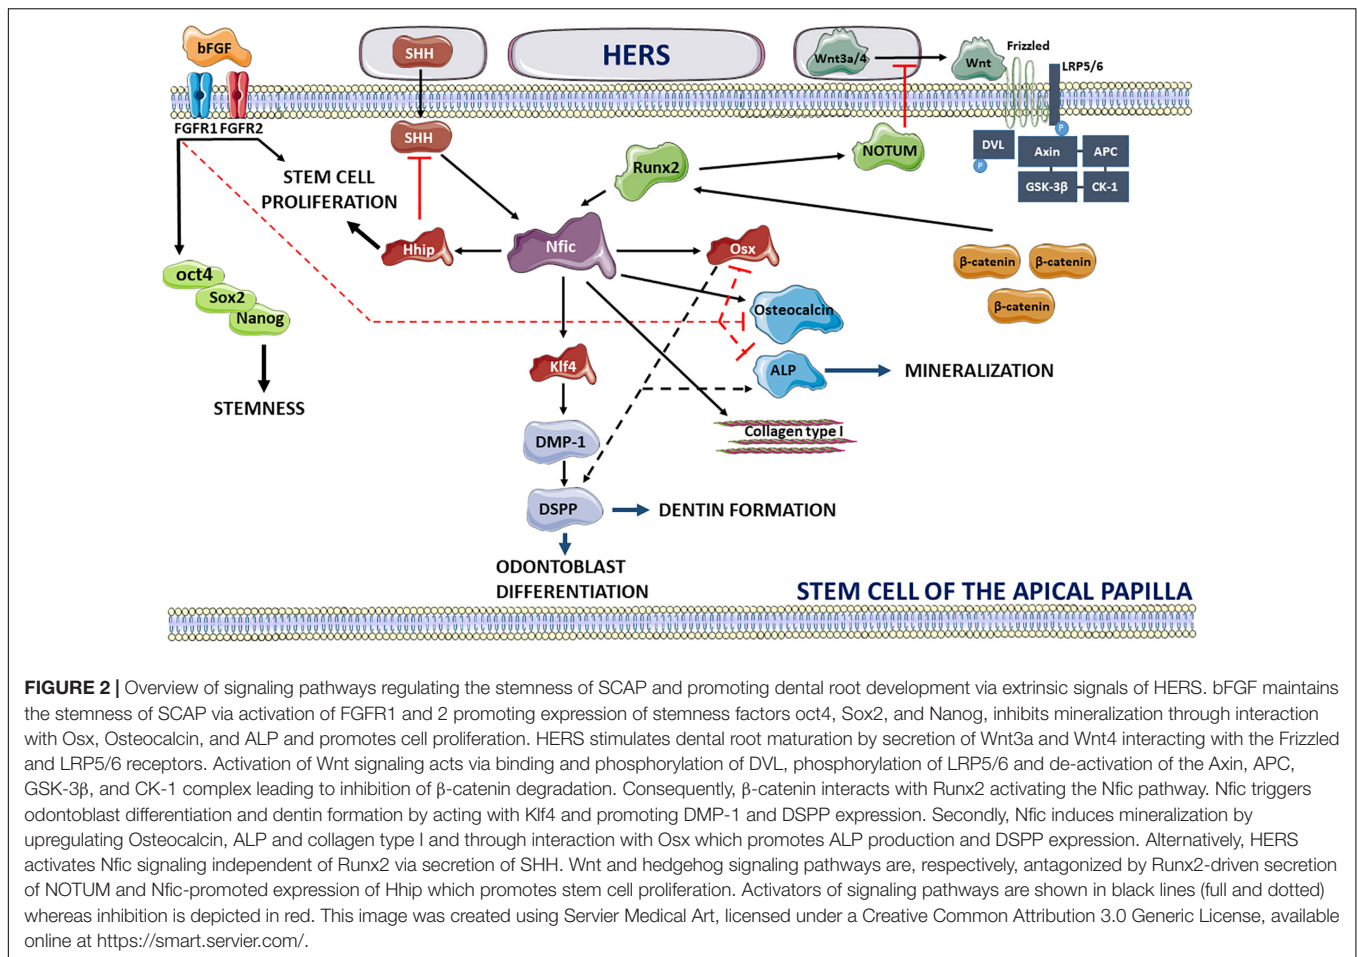 bFGF
SHH
HERS
Wnt3a/4
Wnt
Frizzled
LRP5/6
FGFR1 FGFR2
SHH
Runx2
NOTUM
DVL
P
P
Axin
APC
GSK-3β
CK-1
STEM CELL
PROLIFERATION
Hhip
Nfic
Osx
β-catenin
β-catenin
β-catenin
oct4
Sox2
Nanog
Osteocalcin
Klf4
ALP
MINERALIZATION
STEMNESS
Collagen type I
DMP-1
DSPP
DENTIN FORMATION
ODONTOBLAST
DIFFERENTIATION
STEM CELL OF THE APICAL PAPILLA
FIGURE 2 | Overview of signaling pathways regulating the stemness of SCAP and promoting dental root development via extrinsic signals of HERS. bFGF maintains
the stemness of SCAP via activation of FGFR1 and 2 promoting expression of stemness factors oct4, Sox2, and Nanog, inhibits mineralization through interaction
with Osx, Osteocalcin, and ALP and promotes cell proliferation. HERS stimulates dental root maturation by secretion of Wnt3a and Wnt4 interacting with the Frizzled
and LRP5/6 receptors. Activation of Wnt signaling acts via binding and phosphorylation of DVL, phosphorylation of LRP5/6 and de-activation of the Axin, APC,
GSK-3β, and CK-1 complex leading to inhibition of β-catenin degradation. Consequently, β-catenin interacts with Runx2 activating the Nfic pathway. Nfic triggers
odontoblast differentiation and dentin formation by acting with Klf4 and promoting DMP-1 and DSPP expression. Secondly, Nfic induces mineralization by
upregulating Osteocalcin, ALP and collagen type I and through interaction with Osx which promotes ALP production and DSPP expression. Alternatively, HERS
activates Nfic signaling independent of Runx2 via secretion of SHH. Wnt and hedgehog signaling pathways are, respectively, antagonized by Runx2-driven secretion
of NOTUM and Nfic-promoted expression of Hhip which promotes stem cell proliferation. Activators of signaling pathways are shown in black lines (full and dotted)
whereas inhibition is depicted in red. This image was created using Servier Medical Art, licensed under a Creative Common Attribution 3.0 Generic License, available
online at https://smart.servier.com/.